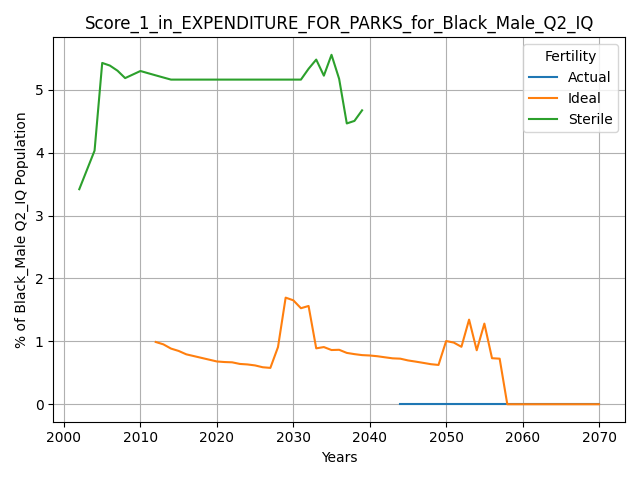 Score_1_in_EXPENDITURE_FOR_PARKS_for_Black_Male_Q2_IQ
Fertility
Actual
Ideal
Sterile
% of Black_Male Q2_IQ Population
5
4
3
2
1
0
2000 2010 2020 2030 2040 2050 2060 2070
Years